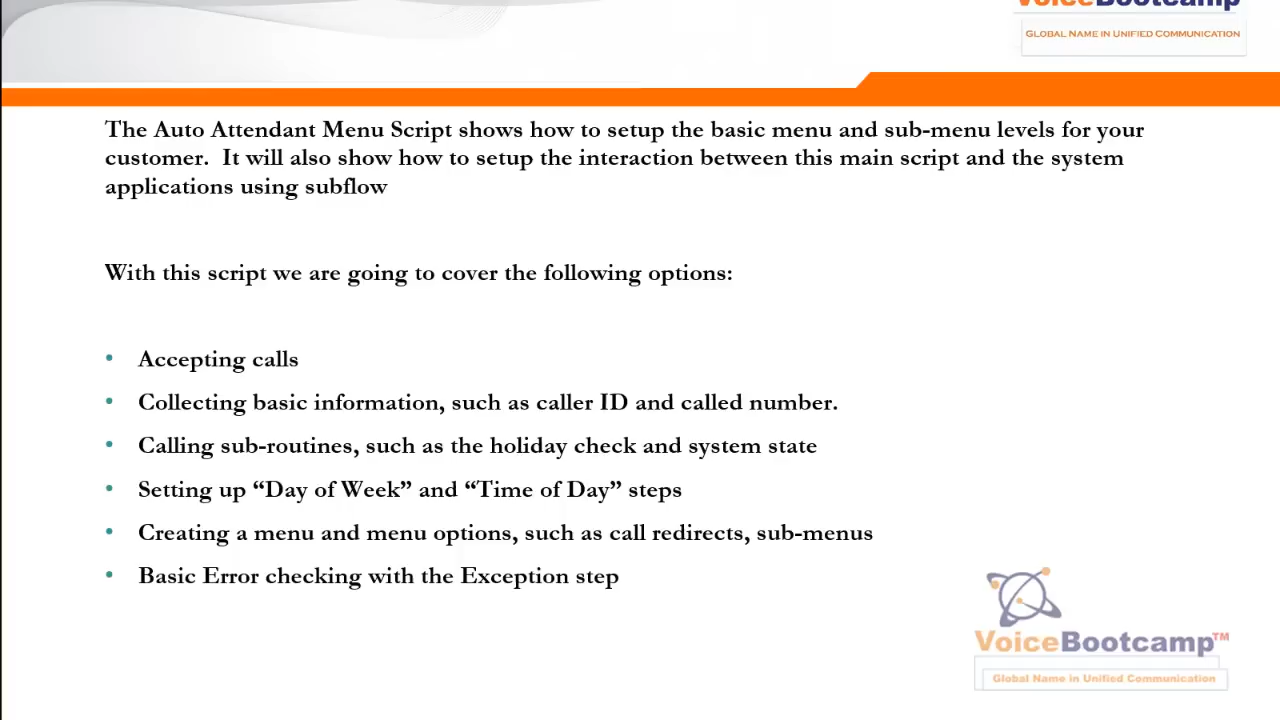 VoiceBootcamp
GLOBAL NAME IN UNIFIED COMMUNICATION
The Auto Attendant Menu Script shows how to setup the basic menu and sub-menu levels for your
customer.  It will also show how to setup the interaction between this main script and the system
applications using subflow
With this script we are going to cover the following options:
• Accepting calls
• Collecting basic information, such as caller ID and called number.
• Calling sub-routines, such as the holiday check and system state
• Setting up “Day of Week” and “Time of Day” steps
• Creating a menu and menu options, such as call redirects, sub-menus
• Basic Error checking with the Exception step
VoiceBootcamp™
Global Name in Unified Communication